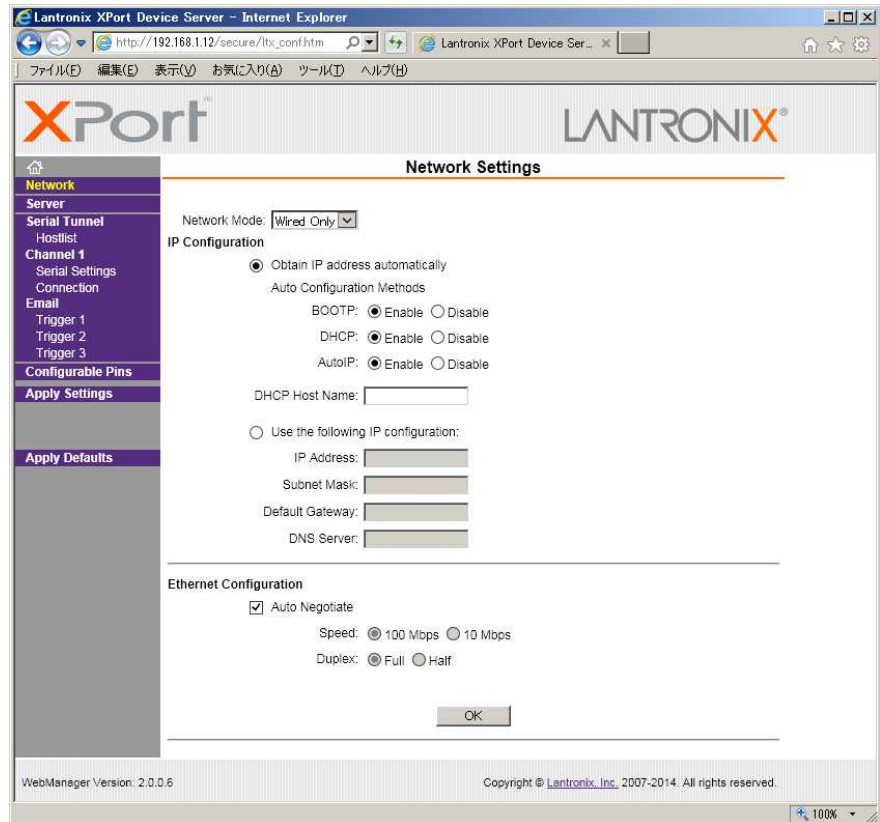 Lantronix XPort Device Server - Internet Explorer
http://192.168.1.12/secure/ltx_conf.htm
Lantronix XPort Device Ser...
ファイル(F) 編集(E) 表示(V) お気に入り(A) ツール(T) ヘルプ(H)
XPort
LANTRONIX®
Network Settings
Network
Server
Serial Tunnel
Hostlist
Channel 1
Serial Settings
Connection
Email
Trigger 1
Trigger 2
Trigger 3
Configurable Pins
Apply Settings
Apply Defaults
Network Mode: Wired Only
IP Configuration
Obtain IP address automatically
Auto Configuration Methods
BOOTP: Enable Disable
DHCP: Enable Disable
AutoIP: Enable Disable
DHCP Host Name:
Use the following IP configuration:
IP Address:
Subnet Mask:
Default Gateway:
DNS Server:
Ethernet Configuration
Auto Negotiate
Speed: 100 Mbps 10 Mbps
Duplex: Full Half
OK
WebManager Version: 2.0.0.6
Copyright © Lantronix, Inc. 2007-2014. All rights reserved.
100%